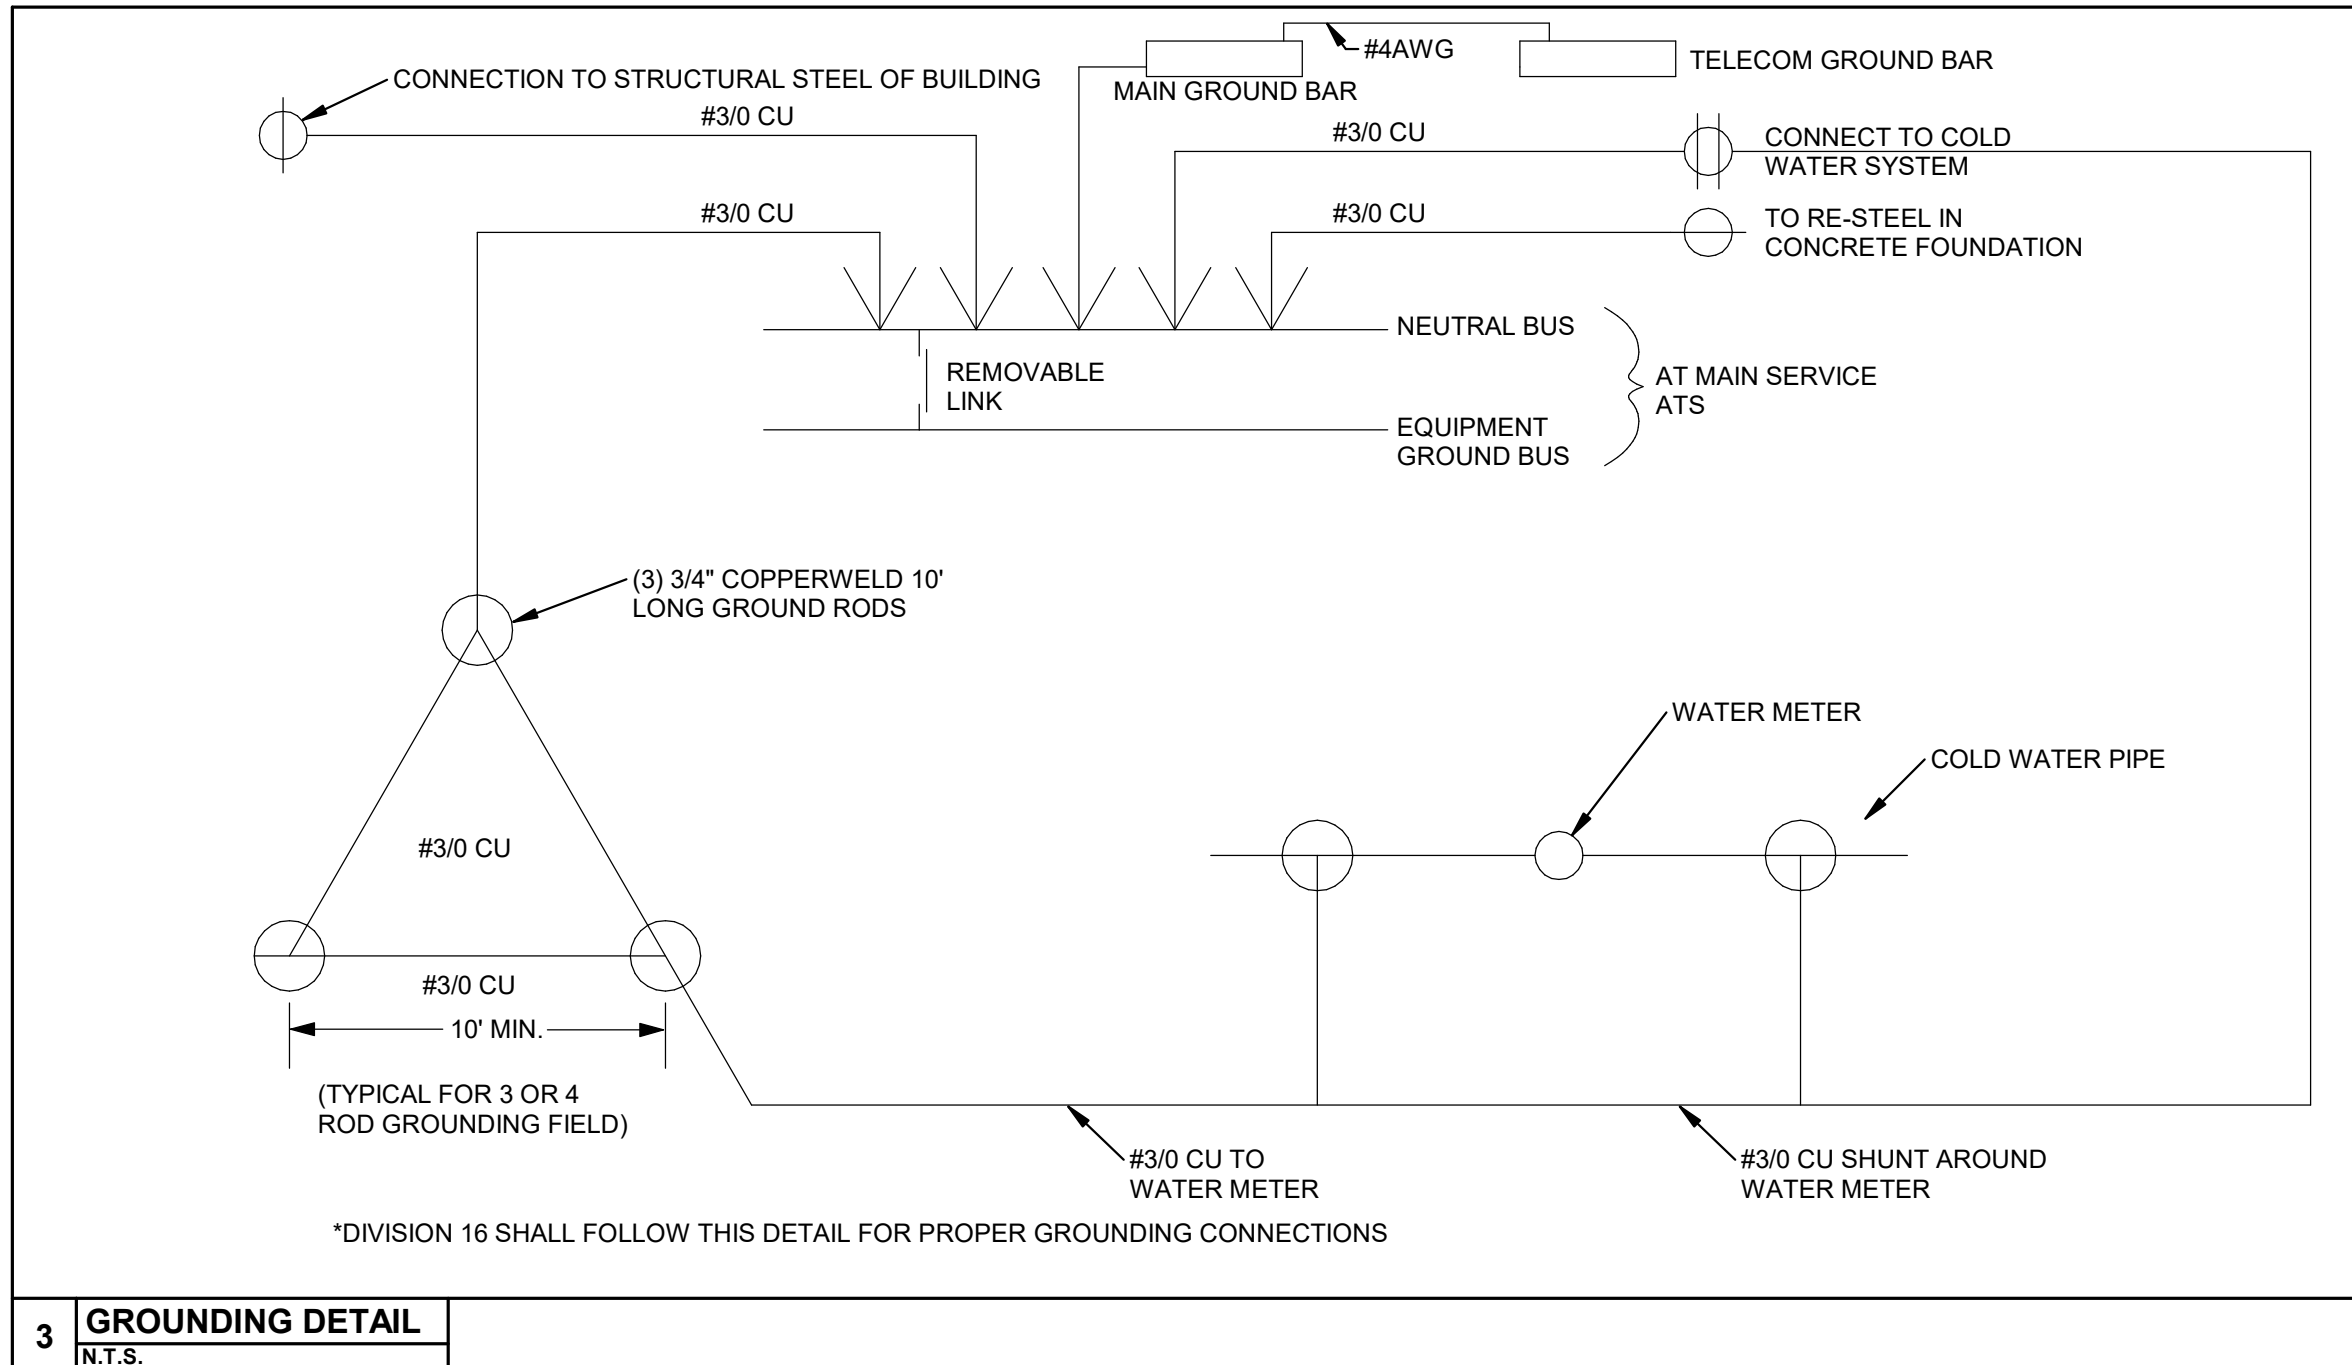 #4AWG
TELECOM GROUND BAR
CONNECTION TO STRUCTURAL STEEL OF BUILDING
MAIN GROUND BAR
#3/0 CU
#3/0 CU
CONNECT TO COLD
WATER SYSTEM
#3/0 CU
#3/0 CU
TO RE-STEEL IN
CONCRETE FOUNDATION
NEUTRAL BUS
REMOVABLE
LINK
AT MAIN SERVICE
ATS
EQUIPMENT
GROUND BUS
(3) 3/4" COPPERWELD 10'
LONG GROUND RODS
WATER METER
COLD WATER PIPE
#3/0 CU
#3/0 CU
10' MIN.
(TYPICAL FOR 3 OR 4
ROD GROUNDING FIELD)
#3/0 CU TO
WATER METER
#3/0 CU SHUNT AROUND
WATER METER
*DIVISION 16 SHALL FOLLOW THIS DETAIL FOR PROPER GROUNDING CONNECTIONS
3
GROUNDING DETAIL
N.T.S.